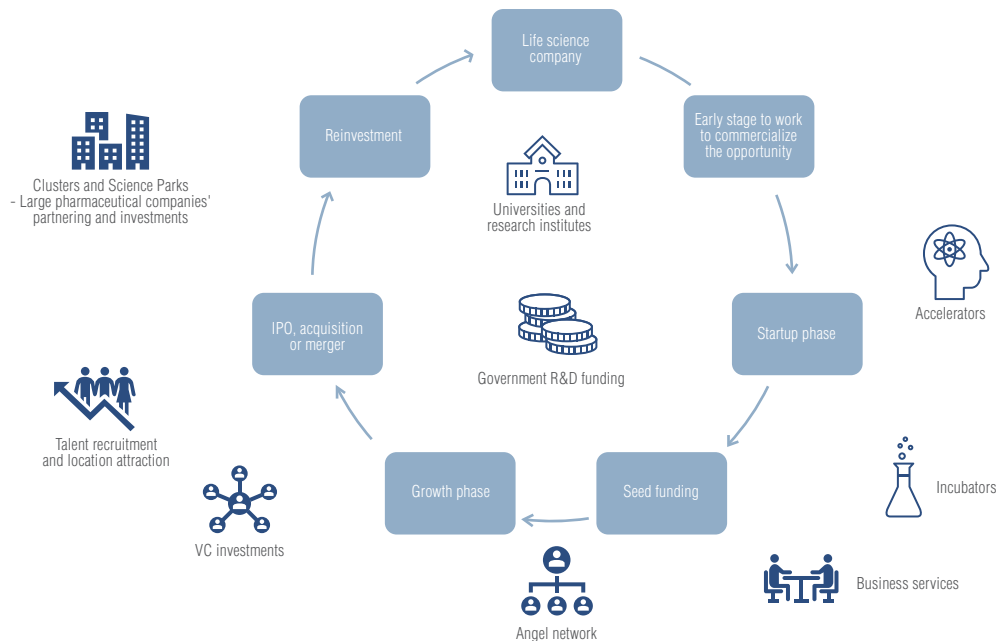 Life science
company
Early stage to work
to commercialize
the opportunity
Reinvestment
Clusters and Science Parks
- Large pharmaceutical companies'
partnering and investments
Universities and
research institutes
Accelerators
Startup phase
IPO, acquisition
or merger
Government R&D funding
Talent recruitment
and location attraction
Growth phase
Seed funding
Incubators
VC investments
Business services
Angel network